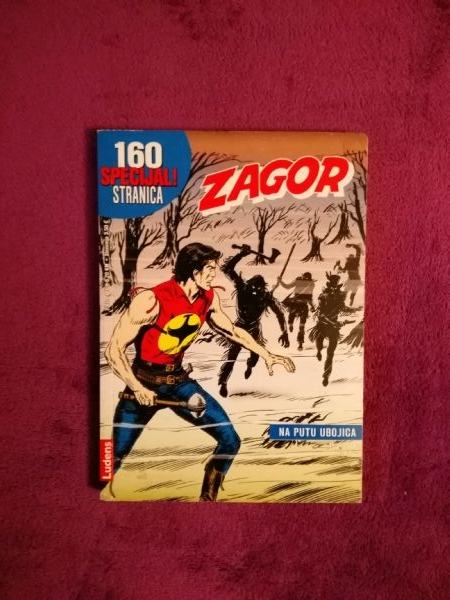 160
SPECIJAL!
STRANICA
ZAGOR
NA PUTU UBOJICA
Ludens